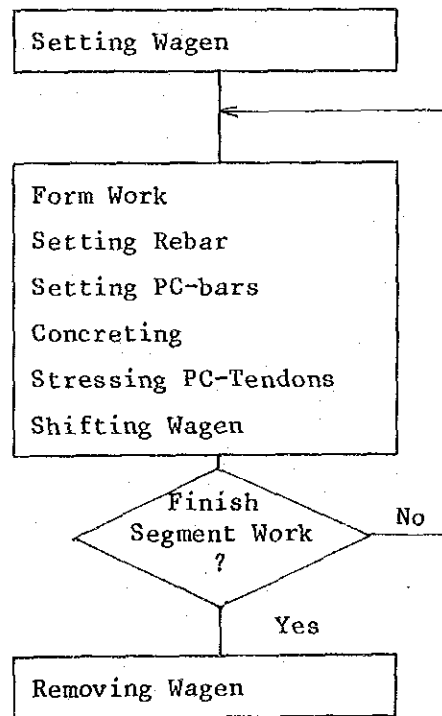 Setting Wagen
Form Work
Setting Rebar
Setting PC-bars
Concreting
Stressing PC-Tendons
Shifting Wagen
Finish
Segment Work
?
No
Yes
Removing Wagen